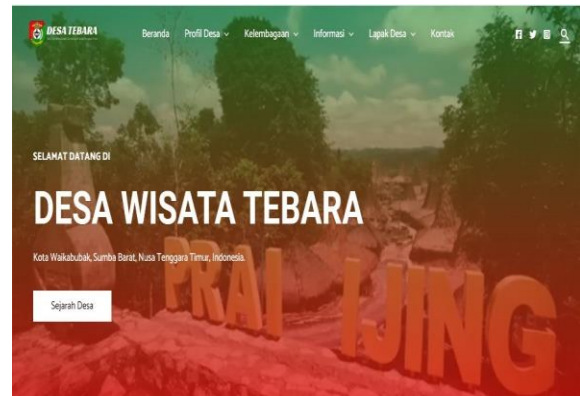 DESA TEBARA
Beranda Profil Desa Kelembagaan Informasi Lapak Desa Kontak
SELAMAT DATANG DI
DESA WISATA TEBARA
Kota Waikabubak, Sumba Barat, Nusa Tenggara Timur, Indonesia.
Sejarah Desa
PRAI IJING